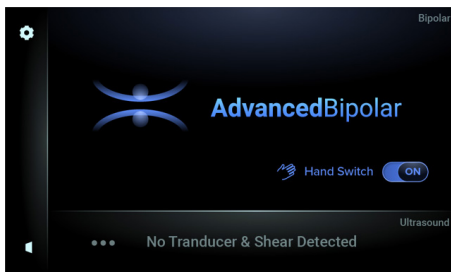 Bipolar
AdvancedBipolar
Hand Switch ON
Ultrasound
No Tranducer & Shear Detected